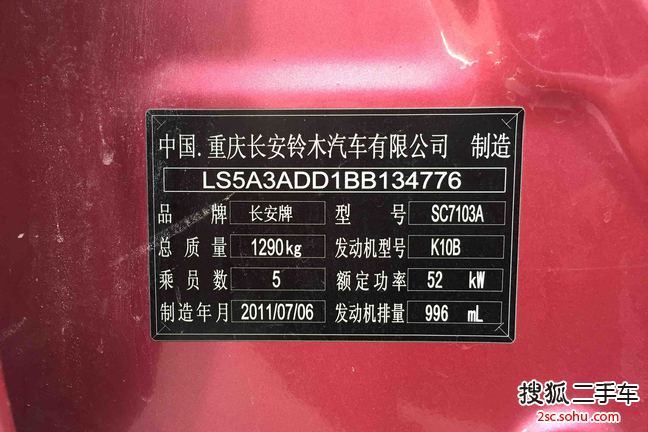 中国.重庆长安铃木汽车有限公司 制造
LS5A3ADD1BB134776
品牌 长安牌 型号 SC7103A
总质量 1290kg 发动机型号 K10B
乘员数 5 额定功率 52 kW
制造年月 2011/07/06 发动机排量 996 mL
搜狐二手车
2sc.sohu.com